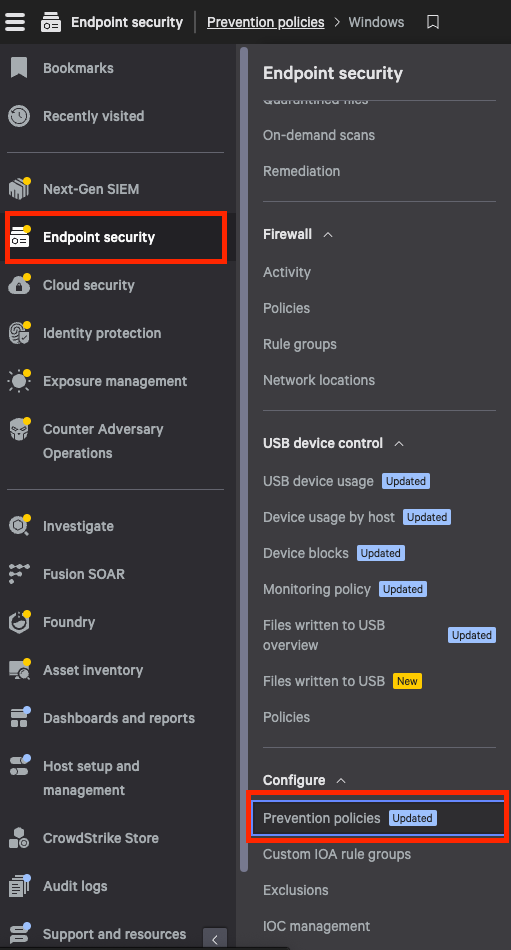 Endpoint security
Prevention policies > Windows
Bookmarks
Recently visited
Next-Gen SIEM
Endpoint security
Cloud security
Identity protection
Exposure management
Counter Adversary
Operations
Investigate
Fusion SOAR
Foundry
Asset inventory
Dashboards and reports
Host setup and
management
CrowdStrike Store
Audit logs
Support and resources
Endpoint security
Quarantined files
On-demand scans
Remediation
Firewall
Activity
Policies
Rule groups
Network locations
USB device control
USB device usage Updated
Device usage by host Updated
Device blocks Updated
Monitoring policy Updated
Files written to USB
overview Updated
Files written to USB New
Policies
Configure
Prevention policies Updated
Custom IOA rule groups
Exclusions
IOC management